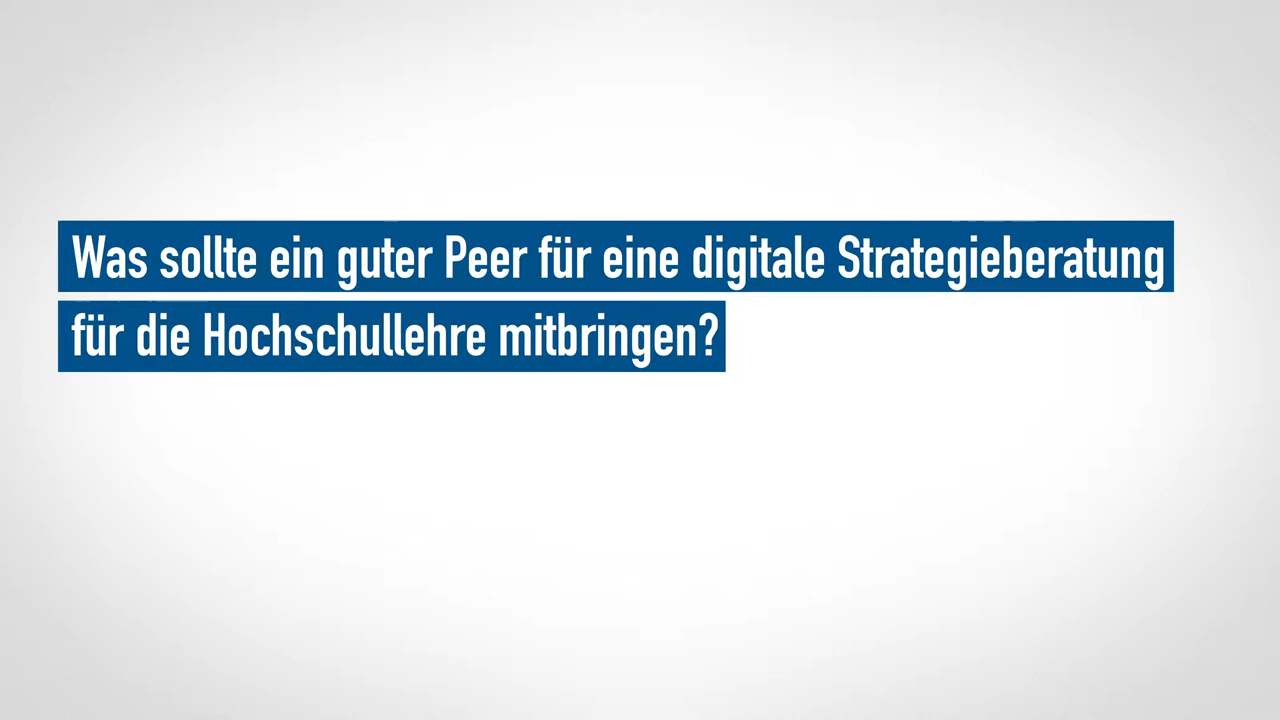 Was sollte ein guter Peer für eine digitale Strategieberatung
für die Hochschullehre mitbringen?